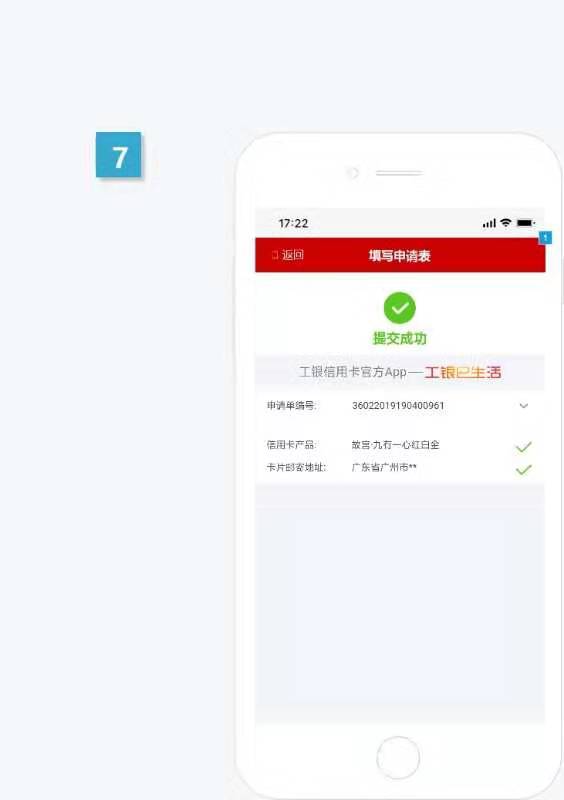 7
17:22
1
返回
填写申请表
提交成功
工银信用卡官方App—工银e生活
申请单编号: 36022019190400961
信用卡产品: 故宫·九有一心红白金
卡片邮寄地址: 广东省广州市**